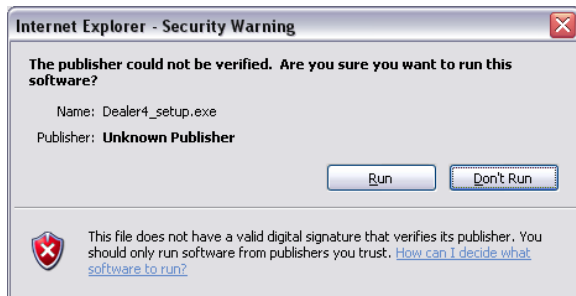 Internet Explorer - Security Warning
The publisher could not be verified.  Are you sure you want to run this
software?
Name: Dealer4_setup.exe
Publisher: Unknown Publisher
Run Don't Run
This file does not have a valid digital signature that verifies its publisher. You
should only run software from publishers you trust. How can I decide what
software to run?